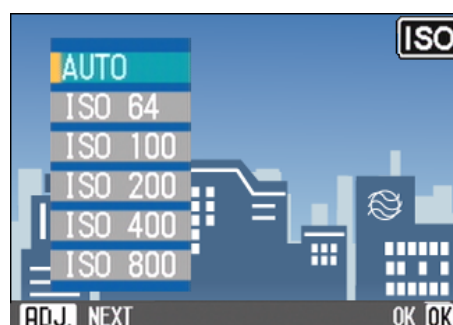 ISO
AUTO
ISO 64
ISO 100
ISO 200
ISO 400
ISO 800
ADJ. NEXT OK OK